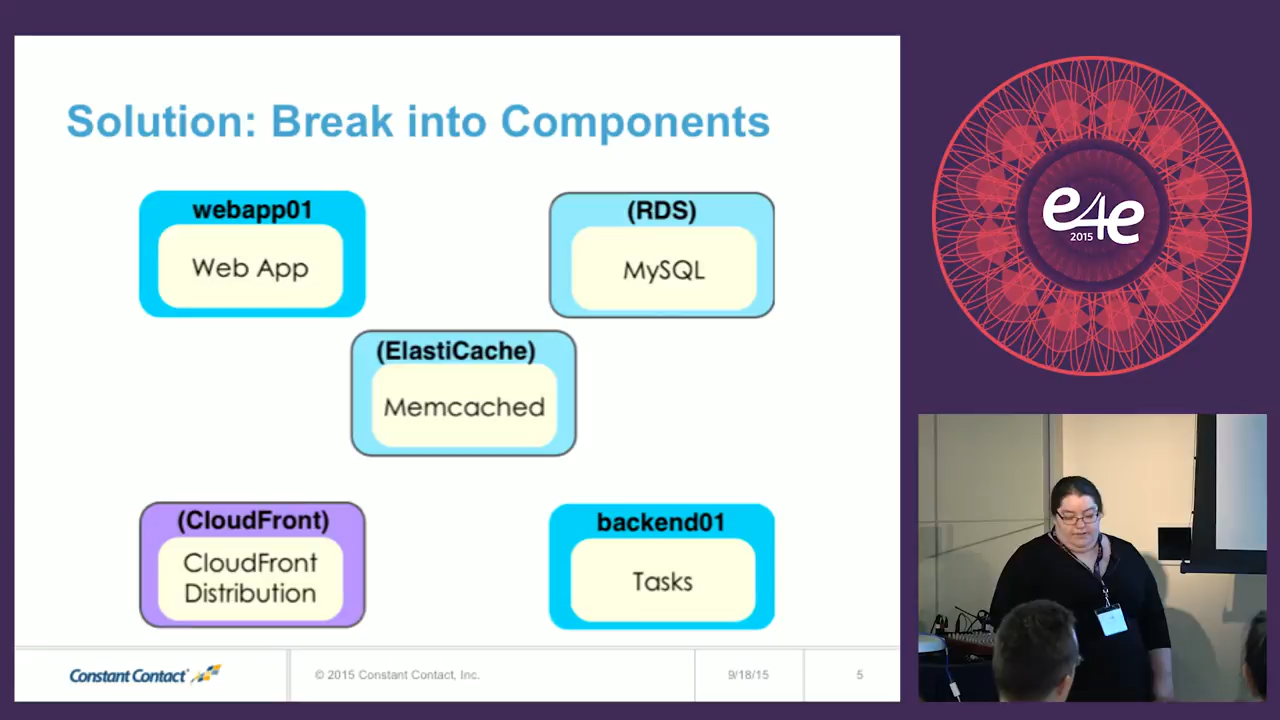 Solution: Break into Components
webapp01
Web App
(RDS)
MySQL
(ElastiCache)
Memcached
(CloudFront)
CloudFront
Distribution
backend01
Tasks
Constant Contact
© 2015 Constant Contact, Inc.
9/18/15
5
e4e
2015